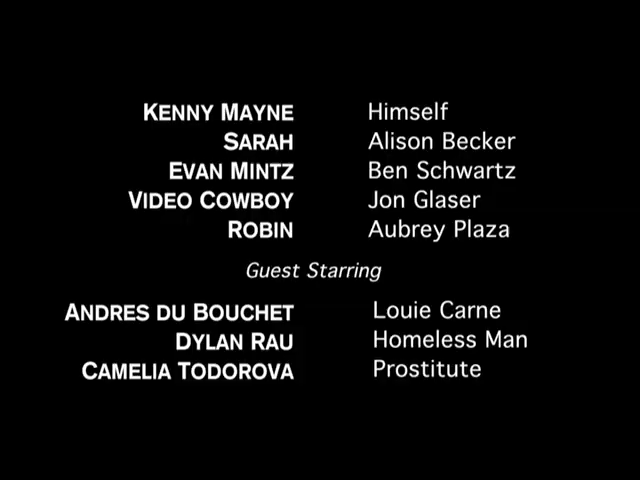 KENNY MAYNE Himself
SARAH Alison Becker
EVAN MINTZ Ben Schwartz
VIDEO COWBOY Jon Glaser
ROBIN Aubrey Plaza
Guest Starring
ANDRES DU BOUCHET Louie Carne
DYLAN RAU Homeless Man
CAMELIA TODOROVA Prostitute